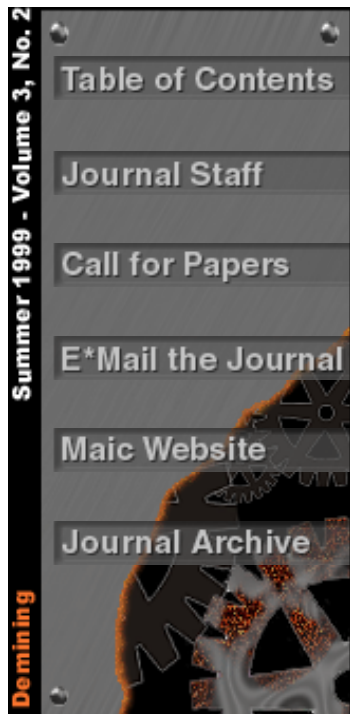 Summer 1999 - Volume 3, No. 2
Demining
Table of Contents
Journal Staff
Call for Papers
E*Mail the Journal
Maic Website
Journal Archive